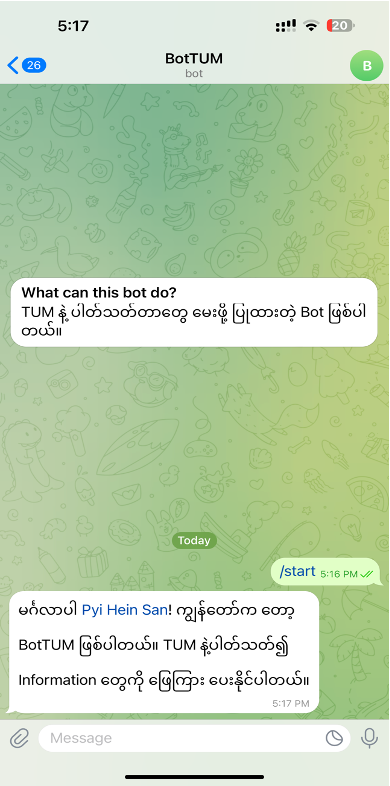 5:17
20
26
BotTUM
bot
B
What can this bot do?
TUM နဲ့ ပါတ်သတ်တာတွေ မေးဖို့ ပြုထားတဲ့ Bot ဖြစ်ပါ
တယ်။
Today
/start 5:16 PM
မင်္ဂလာပါ Pyi Hein San! ကျွန်တော်က တော့
BotTUM ဖြစ်ပါတယ်။ TUM နဲ့ပါတ်သတ်၍
Information တွေကို ဖြေကြား ပေးနိုင်ပါတယ်။
5:17 PM
Message